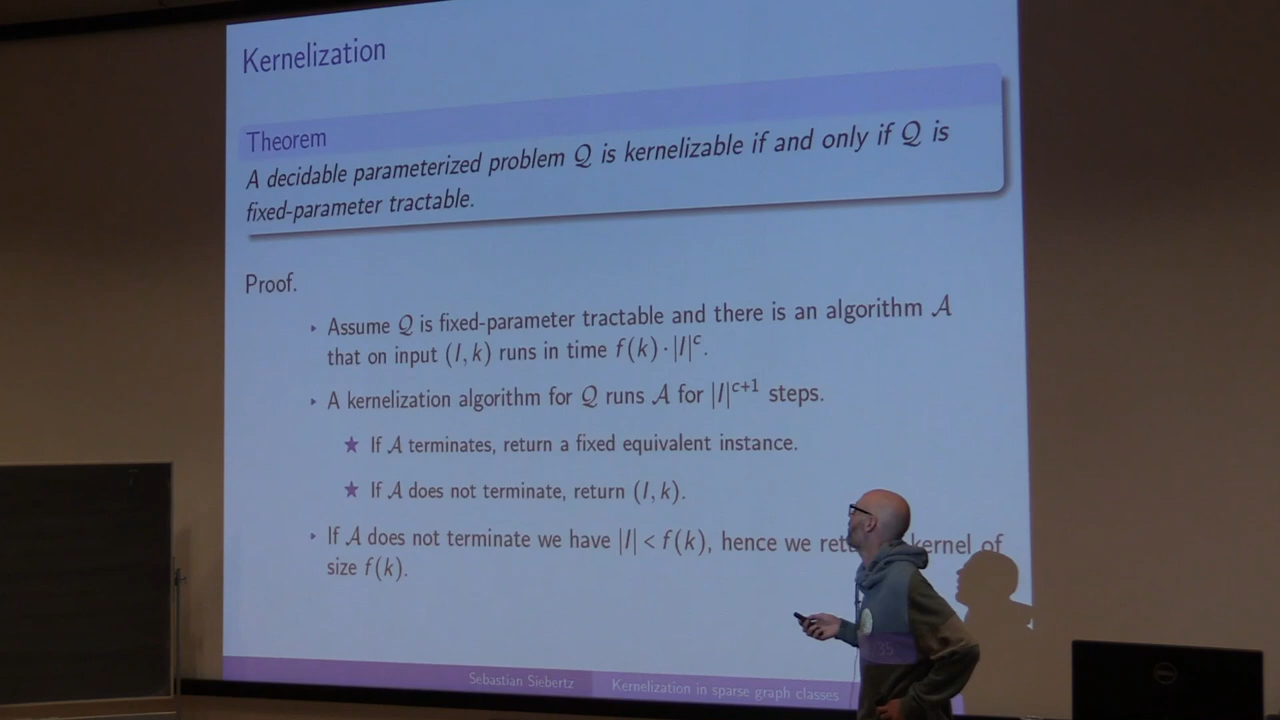 Kernelization
Theorem
A decidable parameterized problem 𝒬 is kernelizable if and only if 𝒬 is
fixed-parameter tractable.
Proof.
‣ Assume 𝒬 is fixed-parameter tractable and there is an algorithm 𝒜
that on input (I, k) runs in time f(k) · |I|ᶜ.
‣ A kernelization algorithm for 𝒬 runs 𝒜 for |I|ᶜ⁺¹ steps.
★ If 𝒜 terminates, return a fixed equivalent instance.
★ If 𝒜 does not terminate, return (I, k).
‣ If 𝒜 does not terminate we have |I| < f(k), hence we kernel of
size f(k).
35
Sebastian Siebertz Kernelization in sparse graph classes
DELL